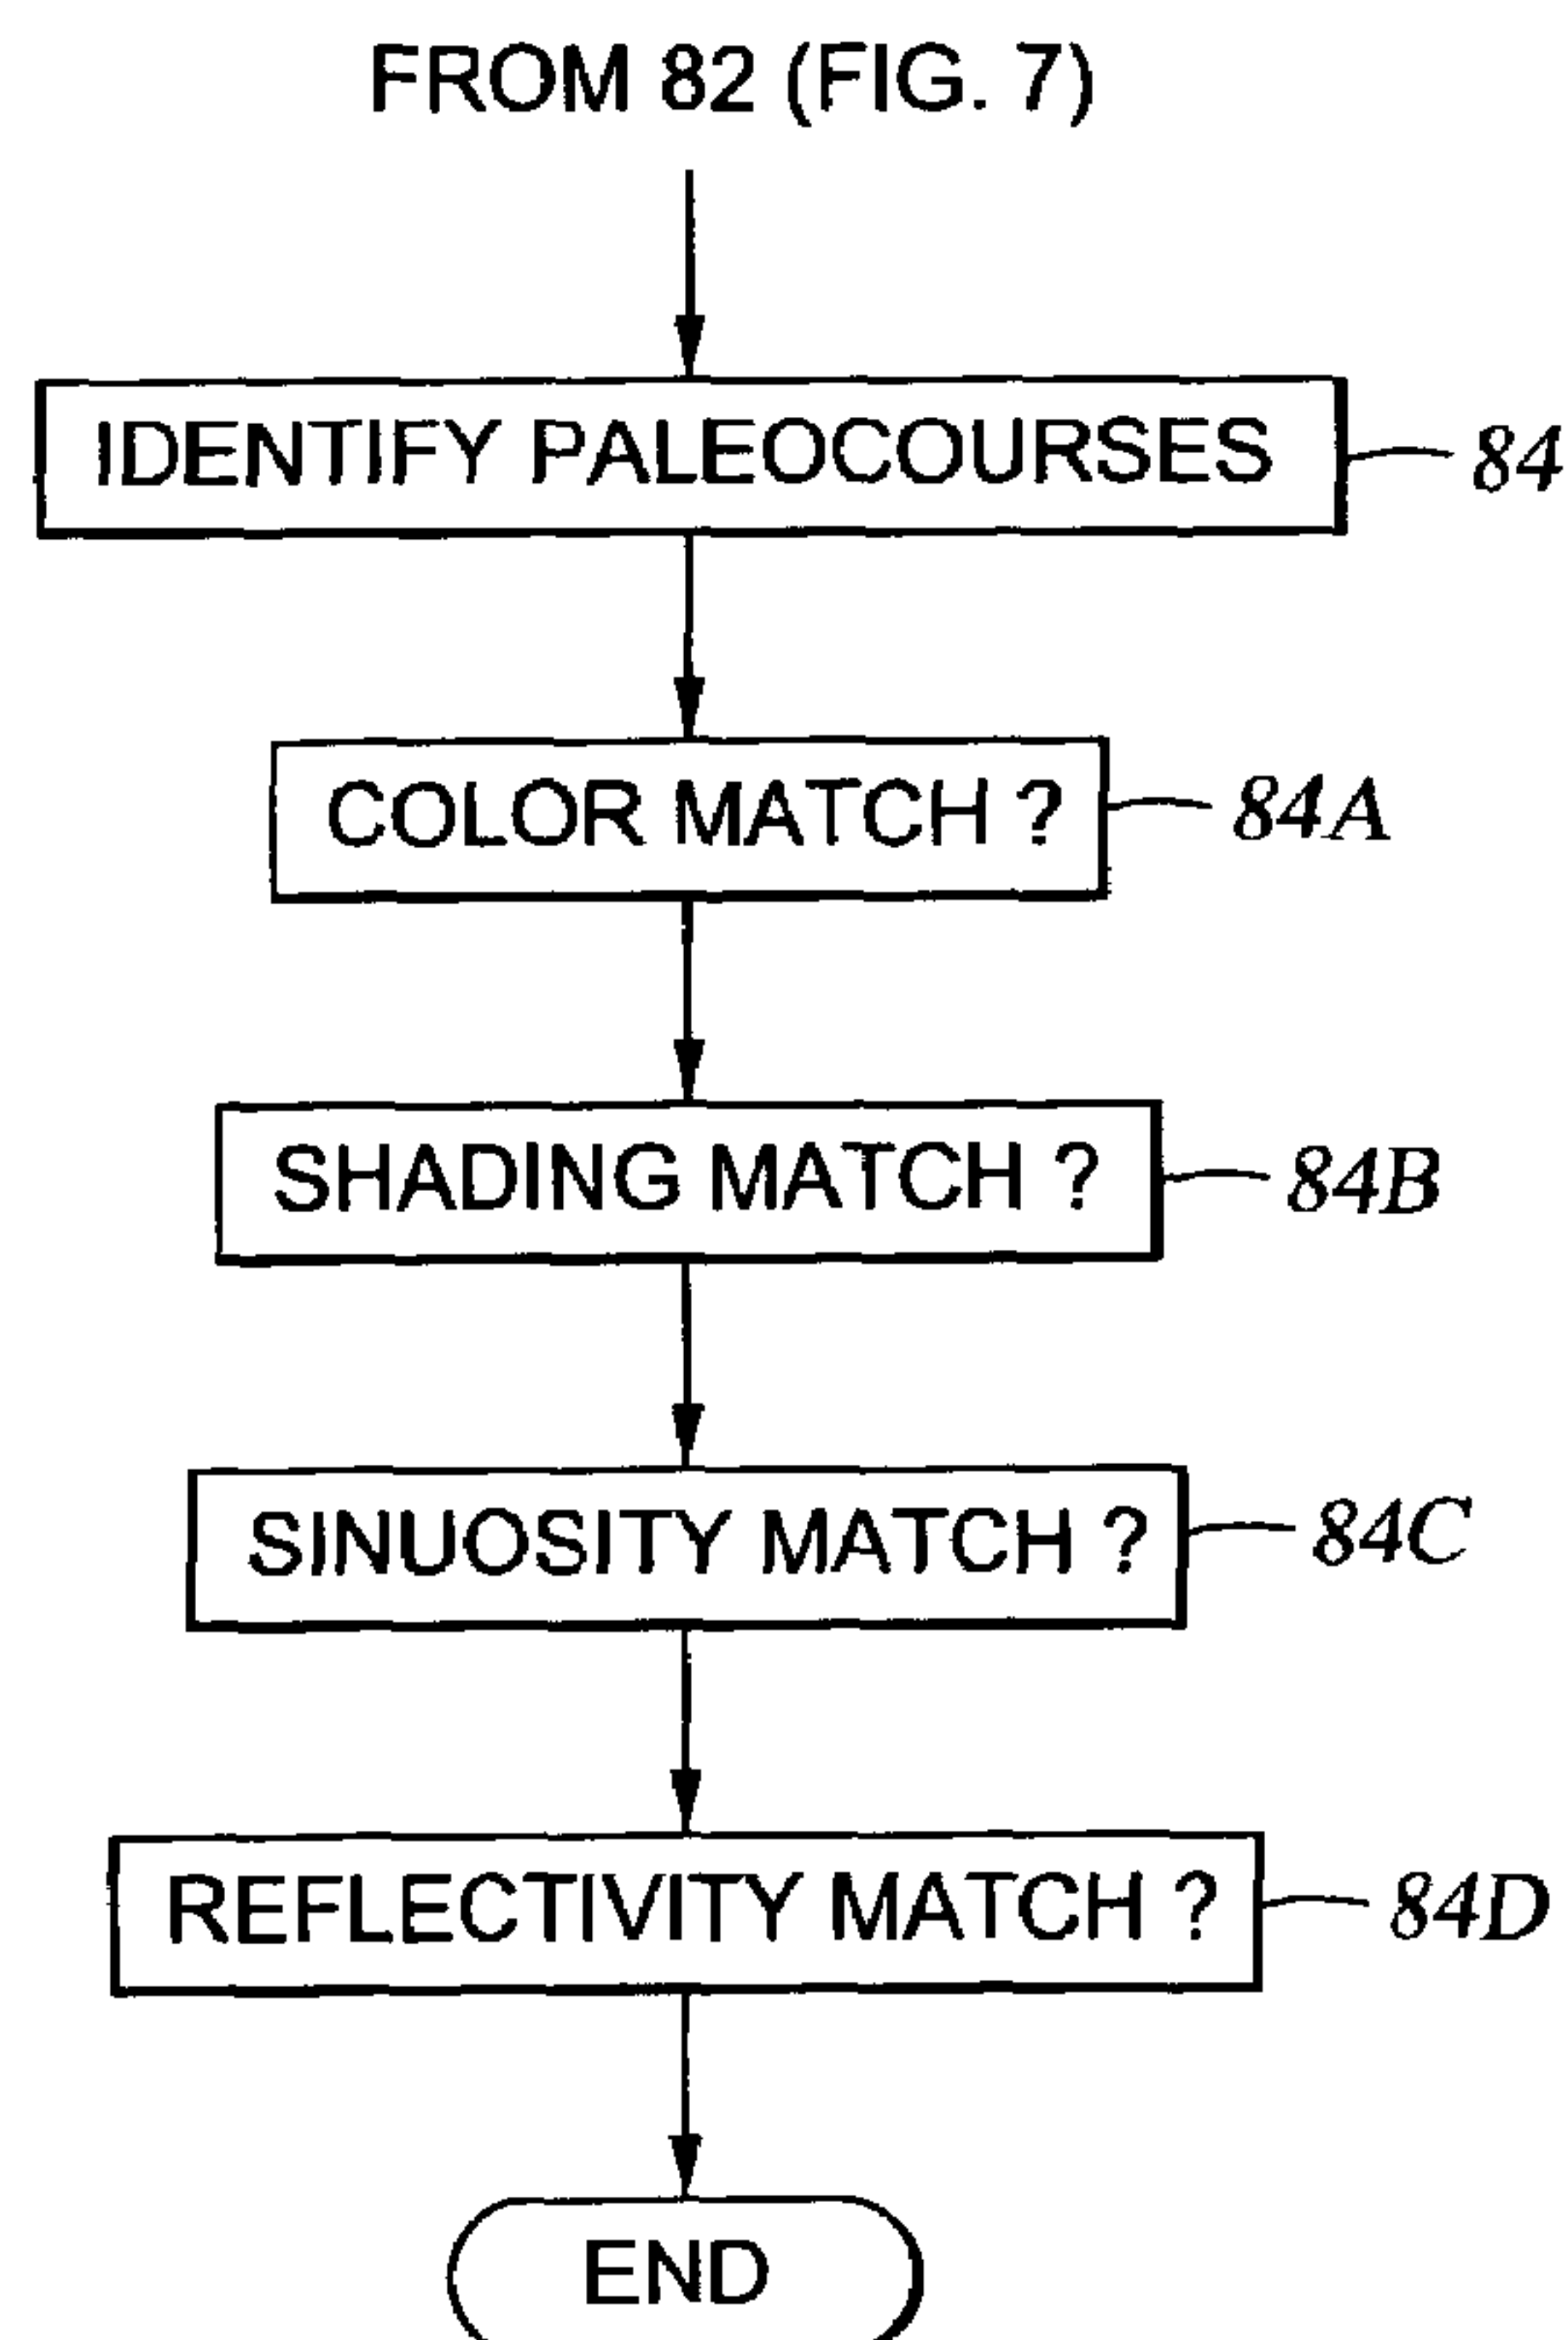 FROM 82 (FIG. 7)
IDENTIFY PALEOCOURSES 84
COLOR MATCH ? 84A
SHADING MATCH ? 84B
SINUOSITY MATCH ? 84C
REFLECTIVITY MATCH ? 84D
END